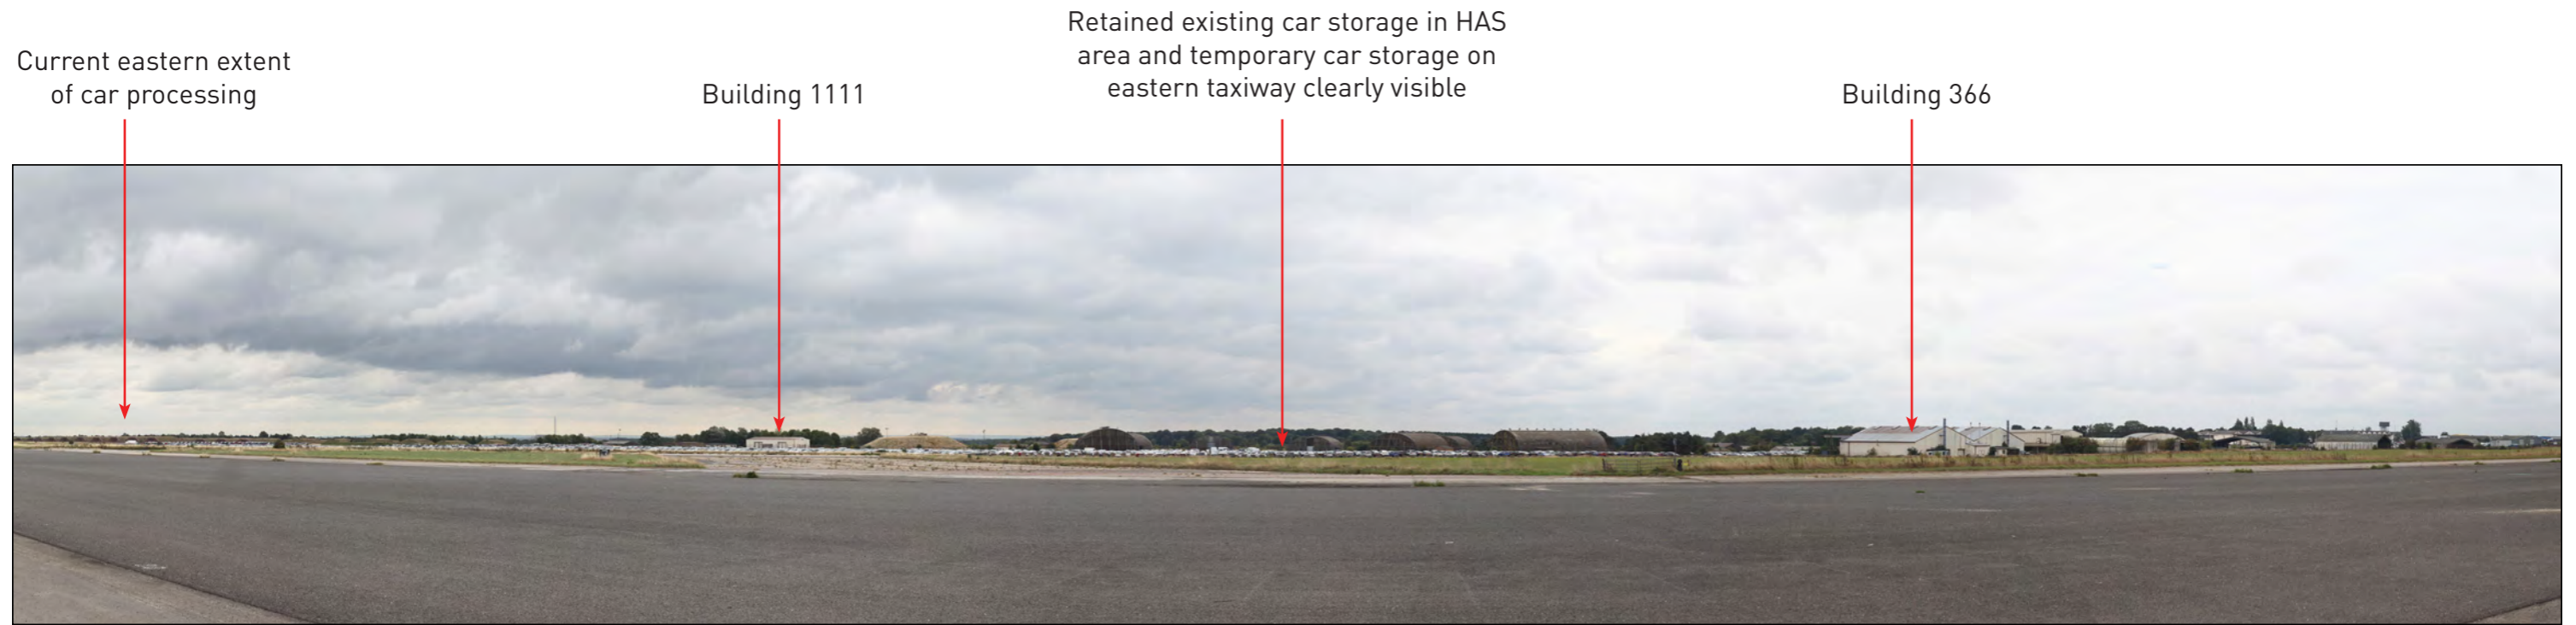 Current eastern extent
of car processing
Building 1111
Retained existing car storage in HAS
area and temporary car storage on
eastern taxiway clearly visible
Building 366